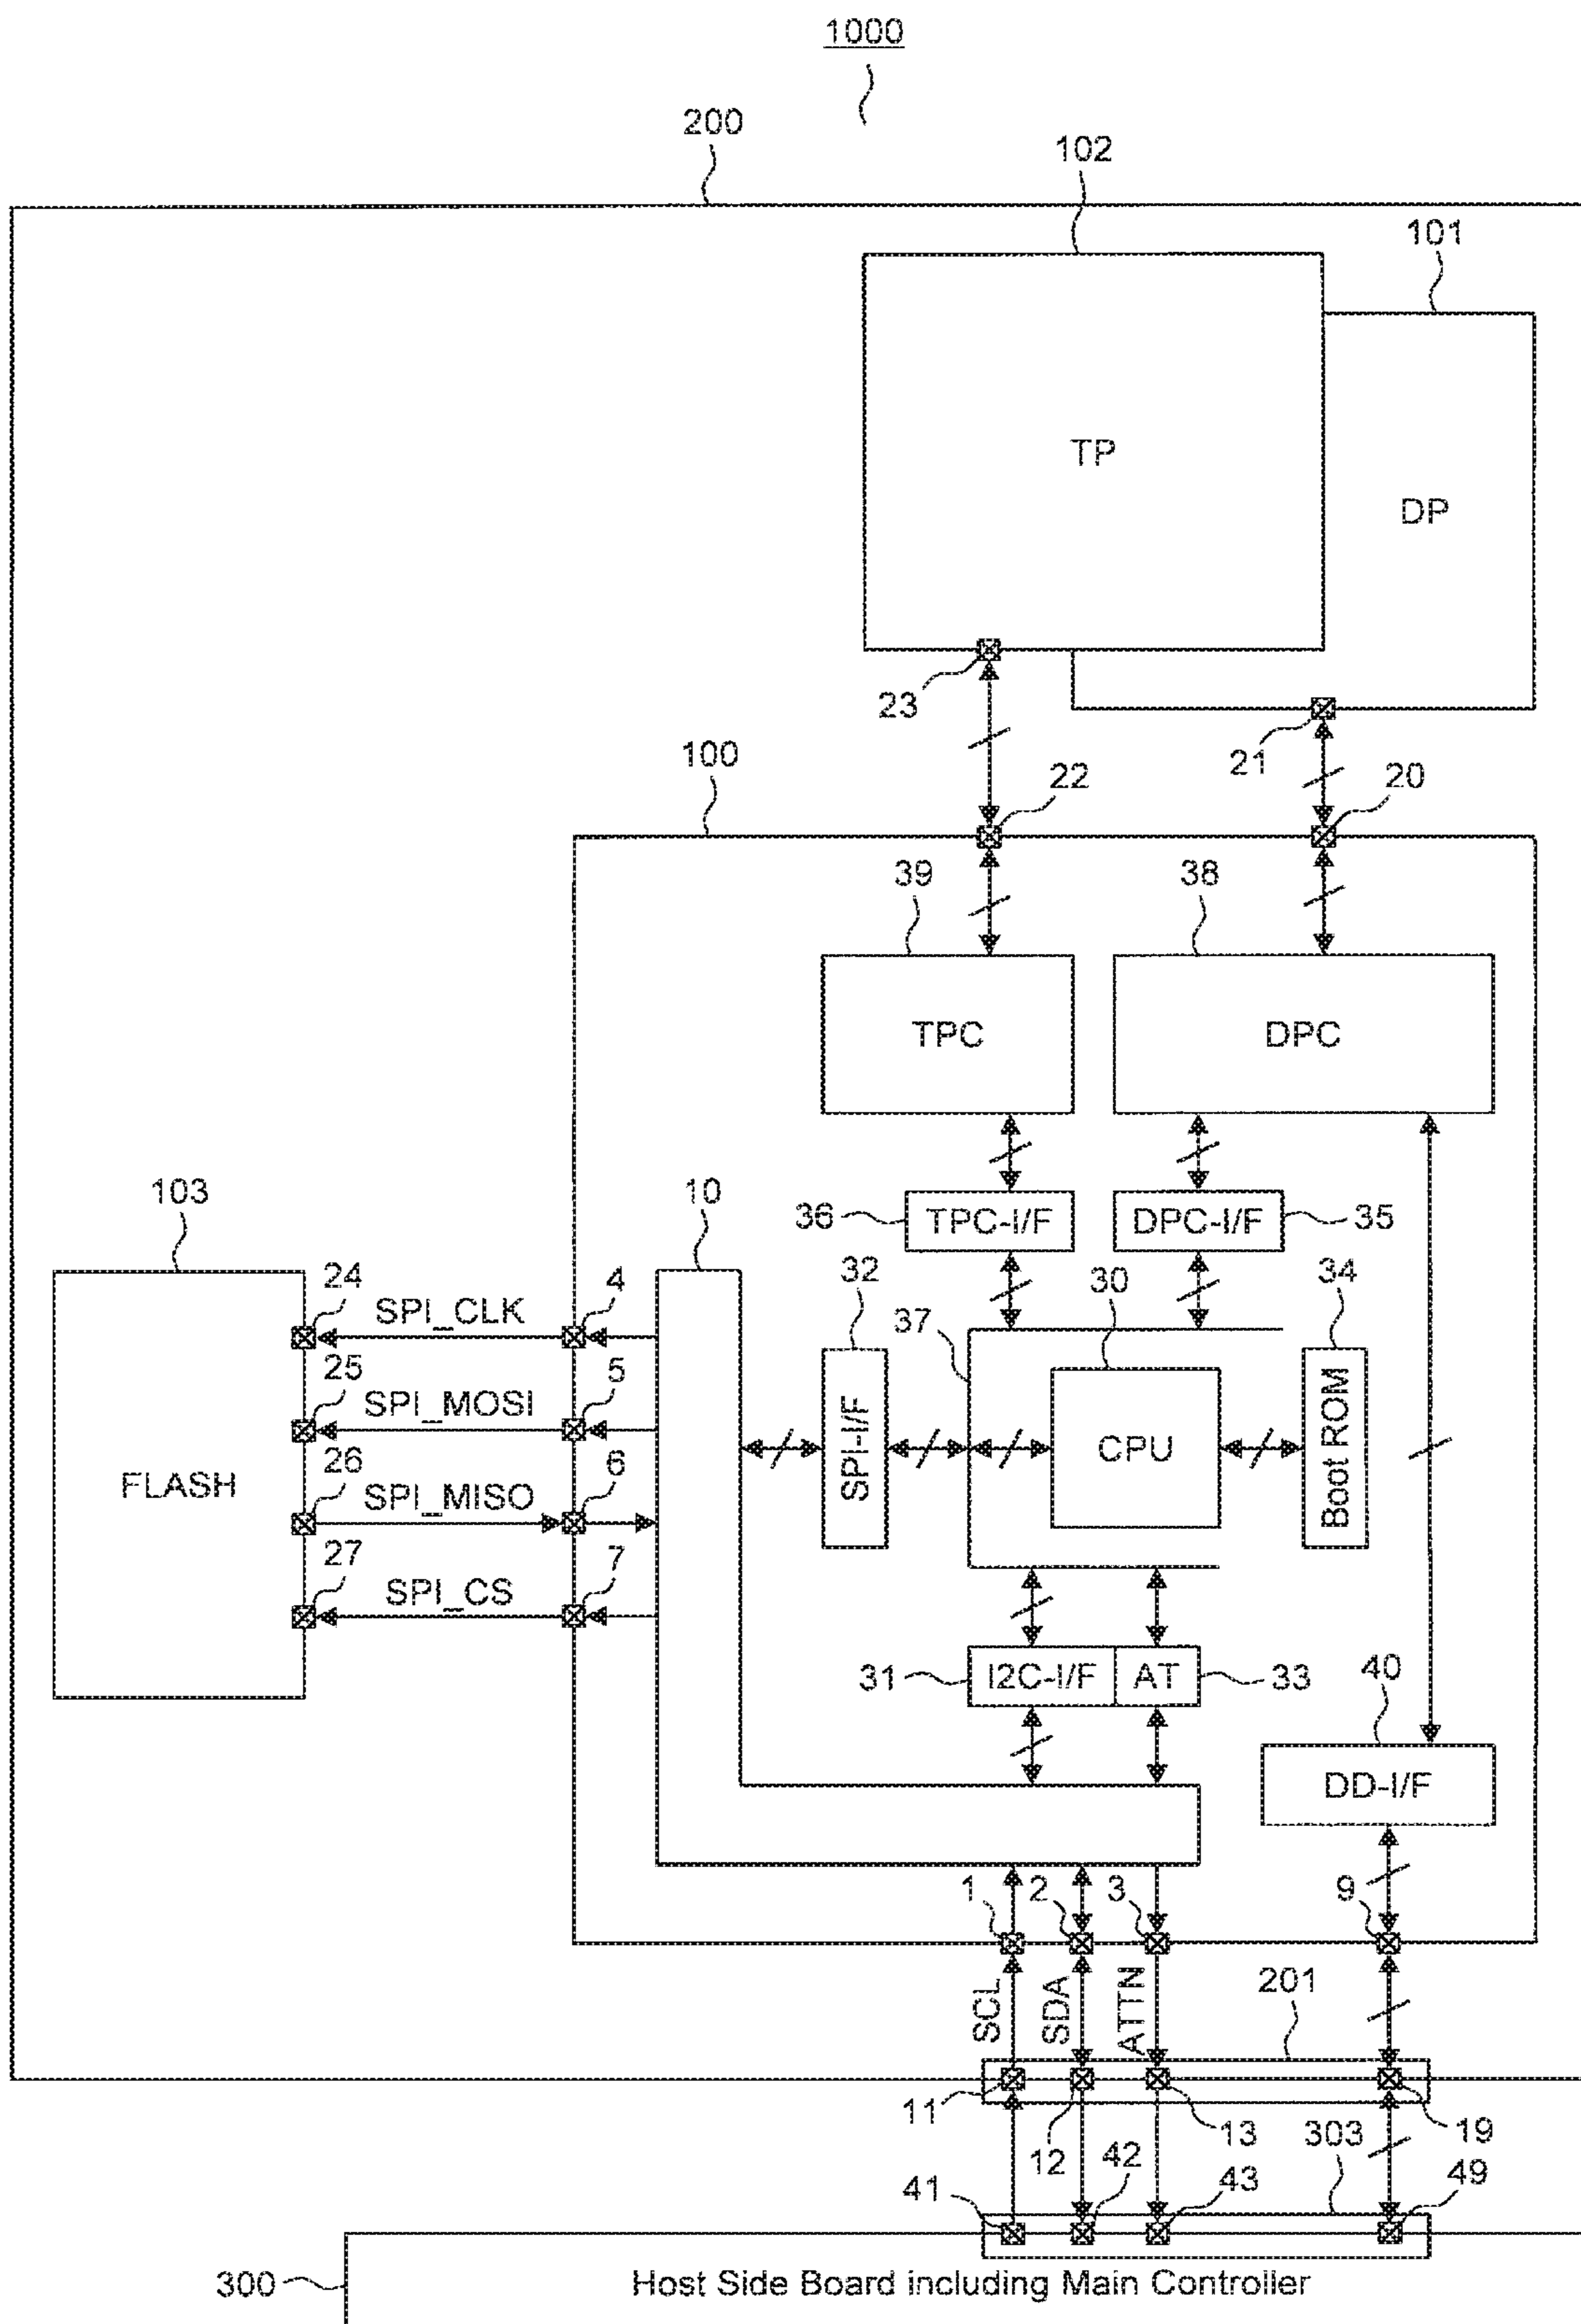 1000
200
102
101
TP
DP
23
21
100
22
20
39
38
TPC
DPC
103
10
36
TPC-I/F
DPC-I/F
35
24
SPI_CLK
4
32
30
34
37
25
SPI_MOSI
5
FLASH
26
SPI_MISO
6
SPI-I/F
CPU
Boot ROM
27
SPI_CS
7
31
I2C-I/F
AT
33
40
DD-I/F
1
2
3
9
SCL
SDA
ATTN
201
11
12
13
19
303
41
42
43
49
300
Host Side Board including Main Controller